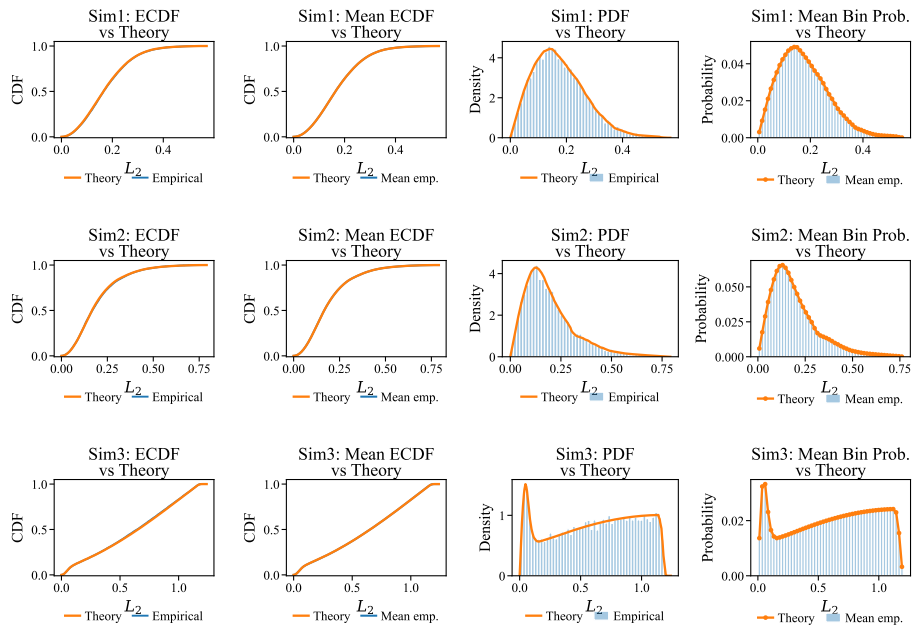 Sim1: ECDF
vs Theory
CDF
1.0
0.5
0.0
0.0 0.2 0.4
L₂
Theory Empirical
Sim1: Mean ECDF
vs Theory
CDF
1.0
0.5
0.0
0.0 0.2 0.4
L₂
Theory Mean emp.
Sim1: PDF
vs Theory
Density
4
2
0
0.0 0.2 0.4
L₂
Theory Empirical
Sim1: Mean Bin Prob.
vs Theory
Probability
0.04
0.02
0.00
0.0 0.2 0.4
L₂
Theory Mean emp.
Sim2: ECDF
vs Theory
CDF
1.0
0.5
0.0
0.00 0.25 0.50 0.75
L₂
Theory Empirical
Sim2: Mean ECDF
vs Theory
CDF
1.0
0.5
0.0
0.00 0.25 0.50 0.75
L₂
Theory Mean emp.
Sim2: PDF
vs Theory
Density
4
2
0
0.00 0.25 0.50 0.75
L₂
Theory Empirical
Sim2: Mean Bin Prob.
vs Theory
Probability
0.050
0.025
0.000
0.00 0.25 0.50 0.75
L₂
Theory Mean emp.
Sim3: ECDF
vs Theory
CDF
1.0
0.5
0.0
0.0 0.5 1.0
L₂
Theory Empirical
Sim3: Mean ECDF
vs Theory
CDF
1.0
0.5
0.0
0.0 0.5 1.0
L₂
Theory Mean emp.
Sim3: PDF
vs Theory
Density
1
0
0.0 0.5 1.0
L₂
Theory Empirical
Sim3: Mean Bin Prob.
vs Theory
Probability
0.02
0.00
0.0 0.5 1.0
L₂
Theory Mean emp.